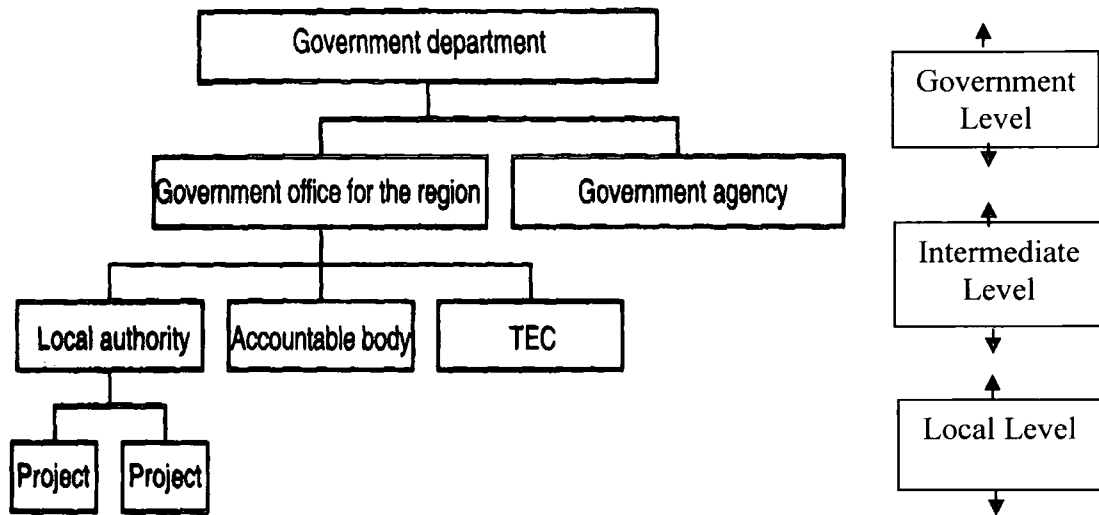 Government department
Government office for the region
Government agency
Local authority
Accountable body
TEC
Project
Project
Government
Level
Intermediate
Level
Local Level